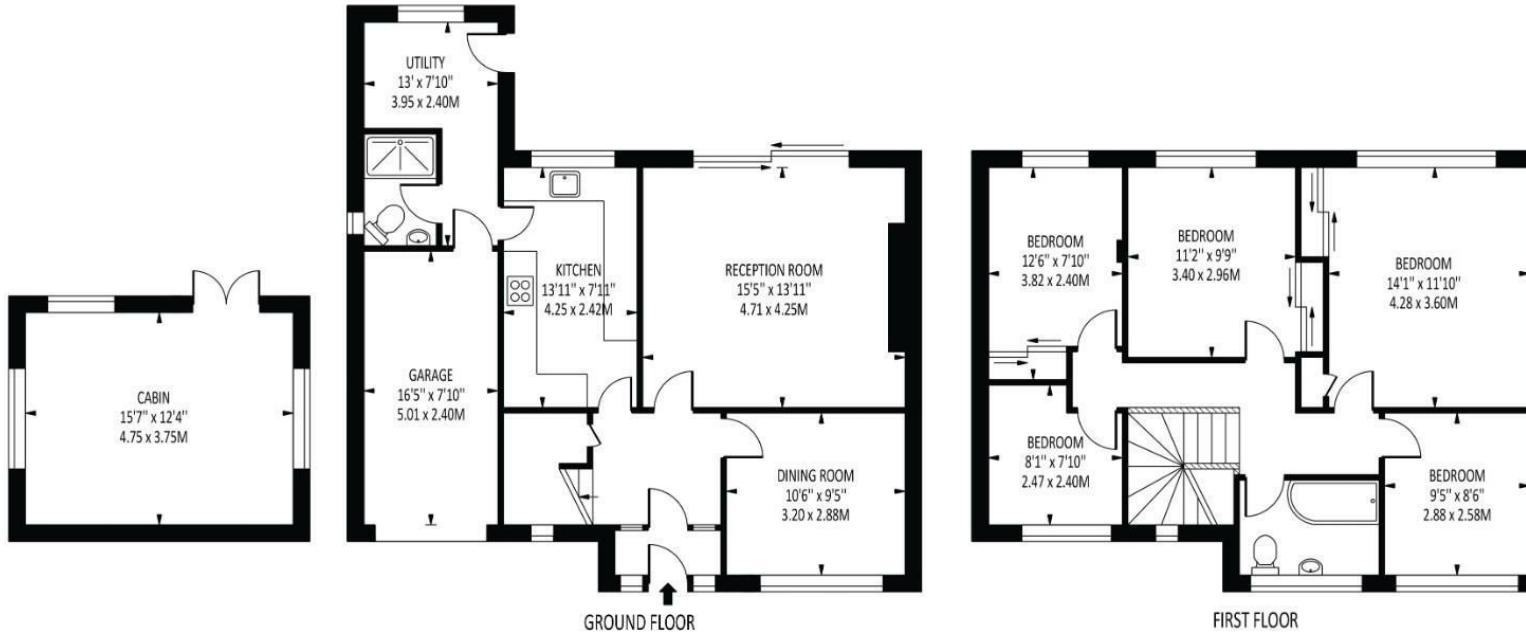 UTILITY
13' x 7'10"
3.95 x 2.40M
KITCHEN
13'11" x 7'11"
4.25 x 2.42M
RECEPTION ROOM
15'5" x 13'11"
4.71 x 4.25M
GARAGE
16'5" x 7'10"
5.01 x 2.40M
CABIN
15'7" x 12'4"
4.75 x 3.75M
DINING ROOM
10'6" x 9'5"
3.20 x 2.88M
GROUND FLOOR
BEDROOM
12'6" x 7'10"
3.82 x 2.40M
BEDROOM
11'2" x 9'9"
3.40 x 2.96M
BEDROOM
14'1" x 11'10"
4.28 x 3.60M
BEDROOM
8'1" x 7'10"
2.47 x 2.40M
BEDROOM
9'5" x 8'6"
2.88 x 2.58M
FIRST FLOOR